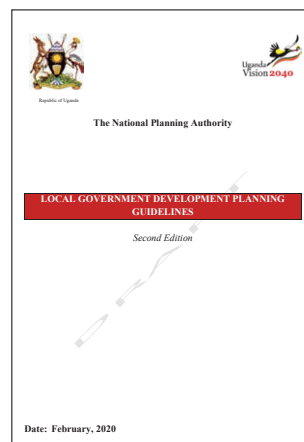 Republic of Uganda
Uganda
Vision 2040
The National Planning Authority
LOCAL GOVERNMENT DEVELOPMENT PLANNING
GUIDELINES
Second Edition
Date: February, 2020